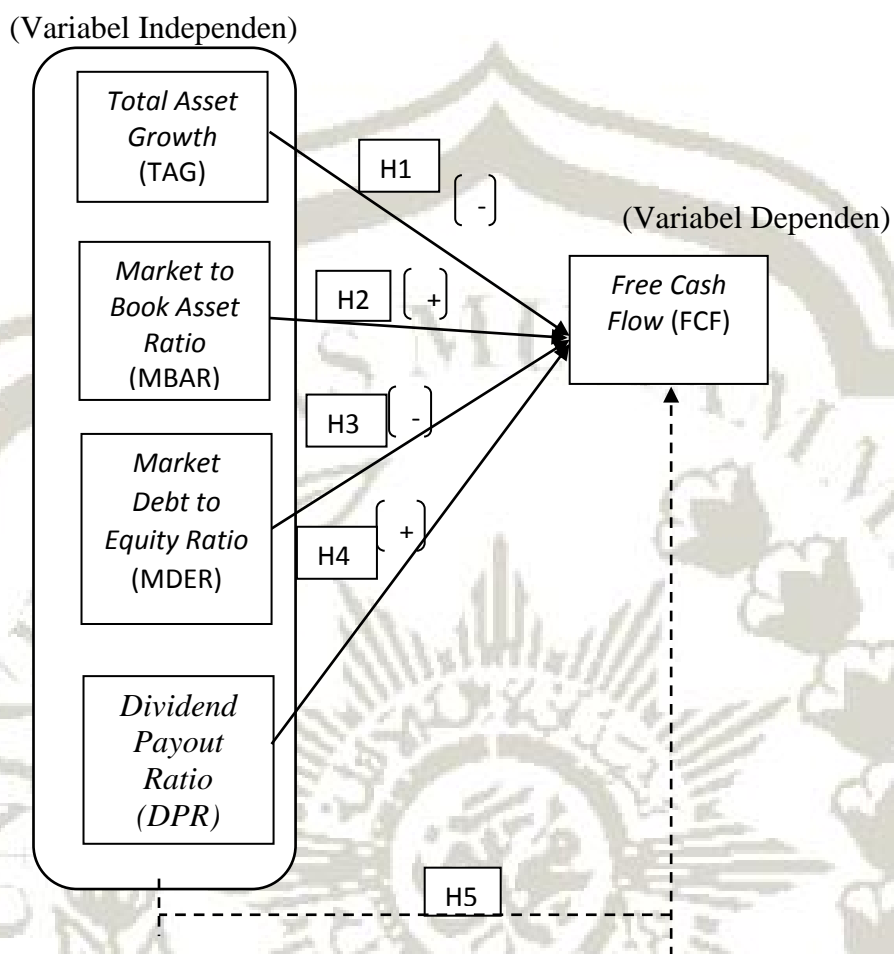 (Variabel Independen)
Total Asset
Growth
(TAG)
H1
(-)
(Variabel Dependen)
Market to
Book Asset
Ratio
(MBAR)
H2
(+)
Free Cash
Flow (FCF)
Market
Debt to
Equity Ratio
(MDER)
H3
(-)
H4
(+)
Dividend
Payout
Ratio
(DPR)
H5